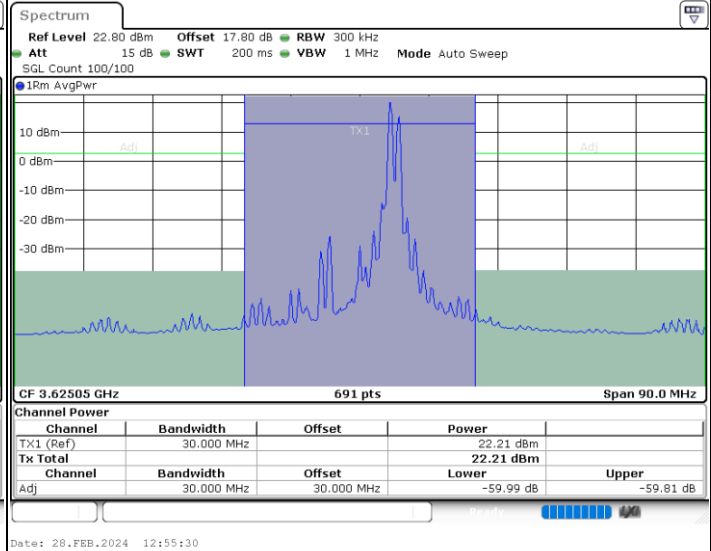 Spectrum
Ref Level 22.80 dBm Offset 17.80 dB RBW 300 kHz
Att 15 dB SWT 200 ms VBW 1 MHz Mode Auto Sweep
SGL Count 100/100
1Rm AvgPwr
10 dBm
TX1
Adj Adj
0 dBm
-10 dBm
-20 dBm
-30 dBm
CF 3.62505 GHz 691 pts Span 90.0 MHz
Channel Power
Channel Bandwidth Offset Power
TX1 (Ref) 30.000 MHz 22.21 dBm
Tx Total 22.21 dBm
Channel Bandwidth Offset Lower Upper
Adj 30.000 MHz 30.000 MHz -59.99 dB -59.81 dB
Ready
Date: 28.FEB.2024 12:55:30